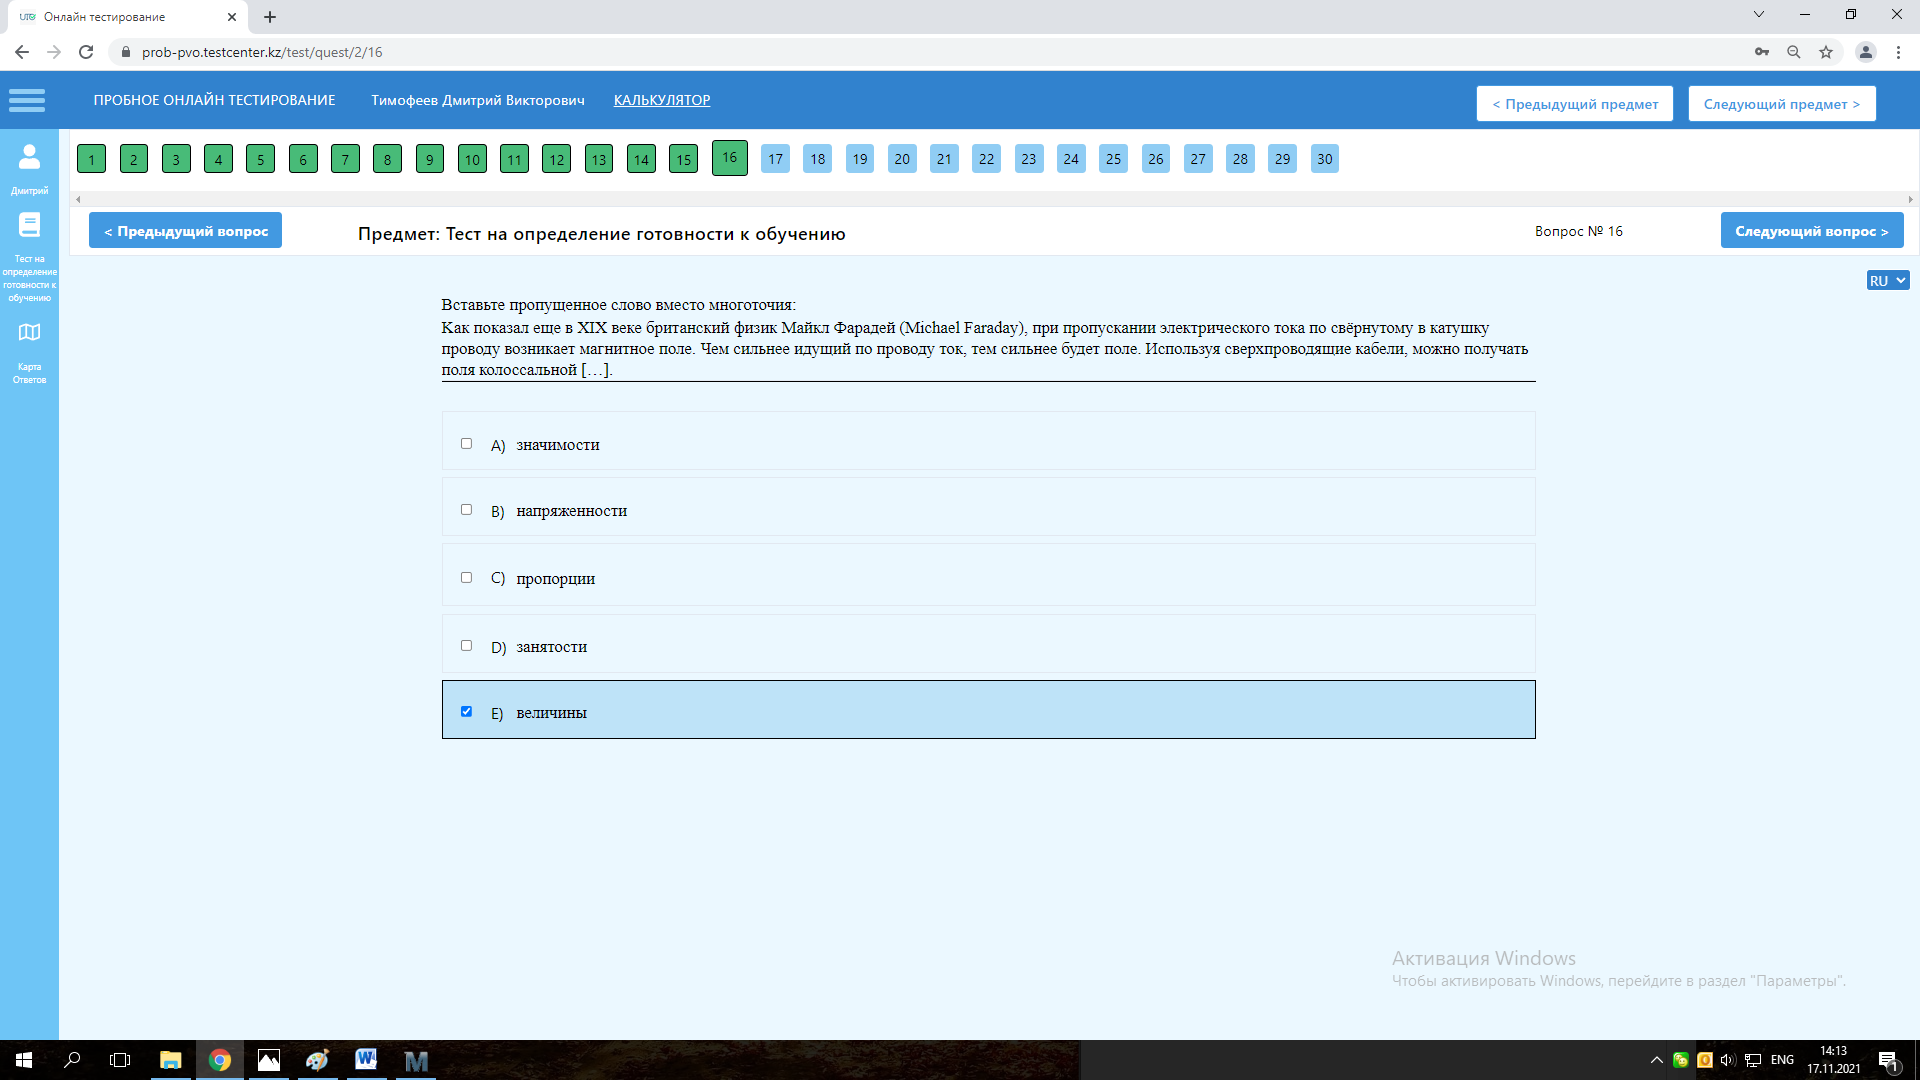 Онлайн тестирование
prob-pvo.testcenter.kz/test/quest/2/16
ПРОБНОЕ ОНЛАЙН ТЕСТИРОВАНИЕ Тимофеев Дмитрий Викторович КАЛЬКУЛЯТОР < Предыдущий предмет Следующий предмет >
Дмитрий
Тест на
определение
готовности к
обучению
Карта
Ответов
1 2 3 4 5 6 7 8 9 10 11 12 13 14 15 16 17 18 19 20 21 22 23 24 25 26 27 28 29 30
< Предыдущий вопрос Предмет: Тест на определение готовности к обучению Вопрос № 16 Следующий вопрос >
RU
Вставьте пропущенное слово вместо многоточия:
Как показал еще в XIX веке британский физик Майкл Фарадей (Michael Faraday), при пропускании электрического тока по свёрнутому в катушку
проводу возникает магнитное поле. Чем сильнее идущий по проводу ток, тем сильнее будет поле. Используя сверхпроводящие кабели, можно получать
поля колоссальной […].
A) значимости
B) напряженности
C) пропорции
D) занятости
E) величины
Активация Windows
Чтобы активировать Windows, перейдите в раздел "Параметры".
ENG
14:13
17.11.2021
1